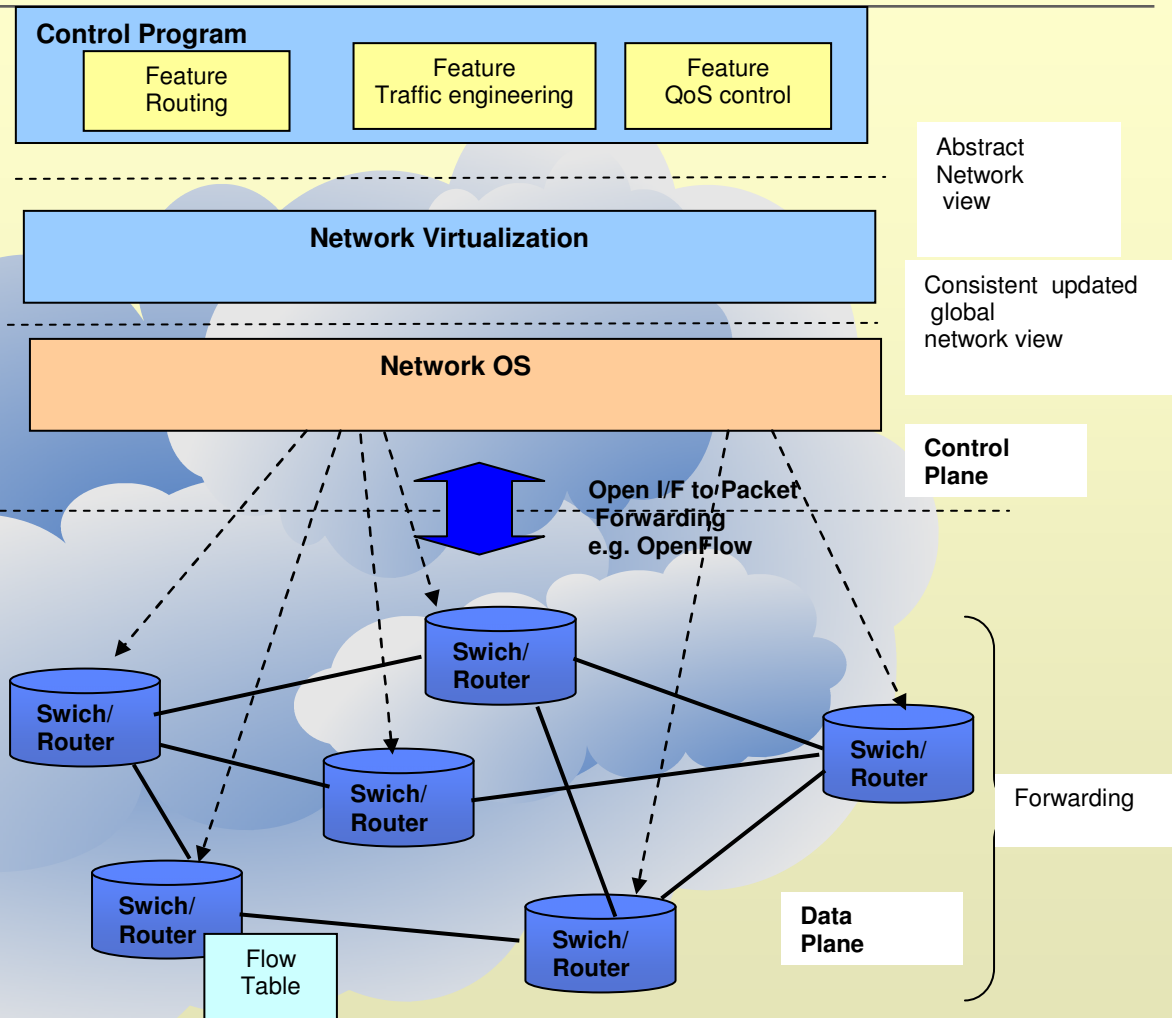 Control Program
Feature
Routing
Feature
Traffic engineering
Feature
QoS control
Abstract
Network
view
Network Virtualization
Consistent updated
global
network view
Network OS
Control
Plane
Open I/F to Packet
Forwarding
e.g. OpenFlow
Swich/
Router
Swich/
Router
Swich/
Router
Swich/
Router
Forwarding
Swich/
Router
Swich/
Router
Data
Plane
Flow
Table